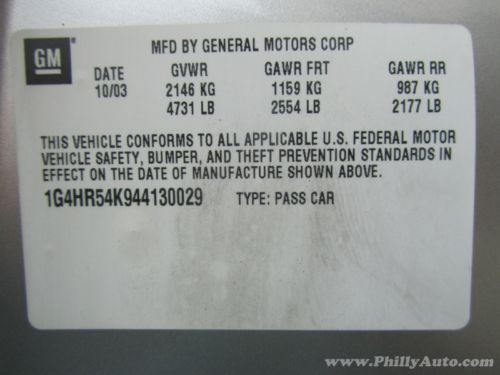 GM
MFD BY GENERAL MOTORS CORP
DATE GVWR GAWR FRT GAWR RR
10/03 2146 KG 1159 KG 987 KG
4731 LB 2554 LB 2177 LB
THIS VEHICLE CONFORMS TO ALL APPLICABLE U.S. FEDERAL MOTOR
VEHICLE SAFETY, BUMPER, AND THEFT PREVENTION STANDARDS IN
EFFECT ON THE DATE OF MANUFACTURE SHOWN ABOVE.
1G4HR54K944130029 TYPE: PASS CAR
www.PhillyAuto.com